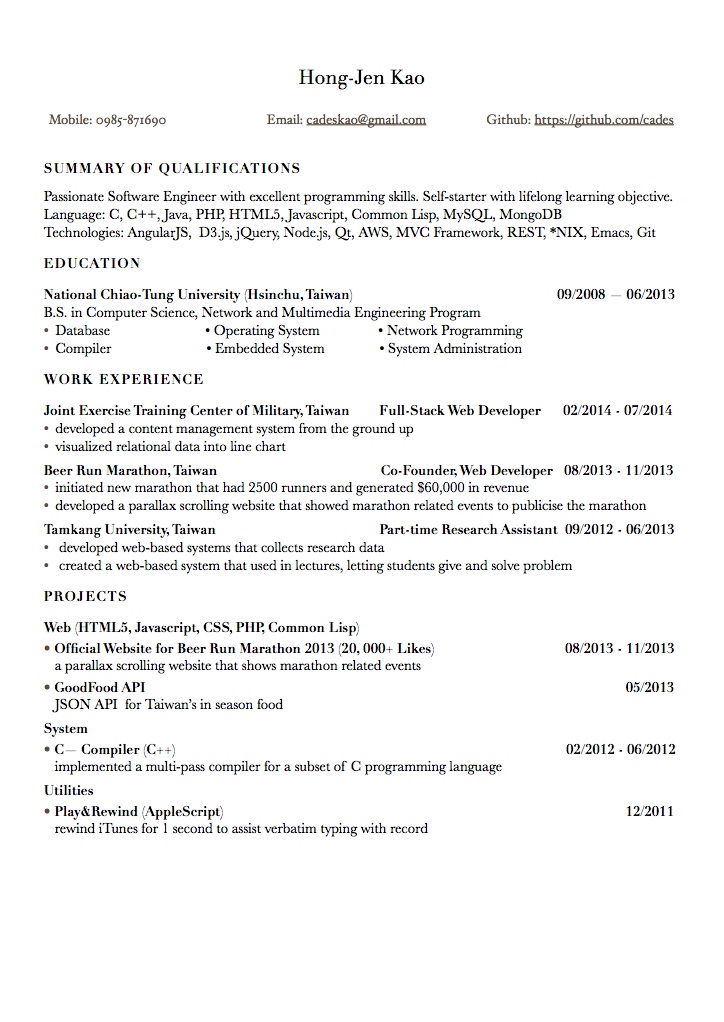 Hong-Jen Kao
Mobile: 0985-871690 Email: cadeskao@gmail.com Github: https://github.com/cades
SUMMARY OF QUALIFICATIONS
Passionate Software Engineer with excellent programming skills. Self-starter with lifelong learning objective.
Language: C, C++, Java, PHP, HTML5, Javascript, Common Lisp, MySQL, MongoDB
Technologies: AngularJS, D3.js, jQuery, Node.js, Qt, AWS, MVC Framework, REST, *NIX, Emacs, Git
EDUCATION
National Chiao-Tung University (Hsinchu, Taiwan) 09/2008 — 06/2013
B.S. in Computer Science, Network and Multimedia Engineering Program
• Database • Operating System • Network Programming
• Compiler • Embedded System • System Administration
WORK EXPERIENCE
Joint Exercise Training Center of Military, Taiwan Full-Stack Web Developer 02/2014 - 07/2014
• developed a content management system from the ground up
• visualized relational data into line chart
Beer Run Marathon, Taiwan Co-Founder, Web Developer 08/2013 - 11/2013
• initiated new marathon that had 2500 runners and generated $60,000 in revenue
• developed a parallax scrolling website that showed marathon related events to publicise the marathon
Tamkang University, Taiwan Part-time Research Assistant 09/2012 - 06/2013
• developed web-based systems that collects research data
• created a web-based system that used in lectures, letting students give and solve problem
PROJECTS
Web (HTML5, Javascript, CSS, PHP, Common Lisp)
• Official Website for Beer Run Marathon 2013 (20, 000+ Likes) 08/2013 - 11/2013
a parallax scrolling website that shows marathon related events
• GoodFood API 05/2013
JSON API for Taiwan's in season food
System
• C— Compiler (C++) 02/2012 - 06/2012
implemented a multi-pass compiler for a subset of C programming language
Utilities
• Play&Rewind (AppleScript) 12/2011
rewind iTunes for 1 second to assist verbatim typing with record